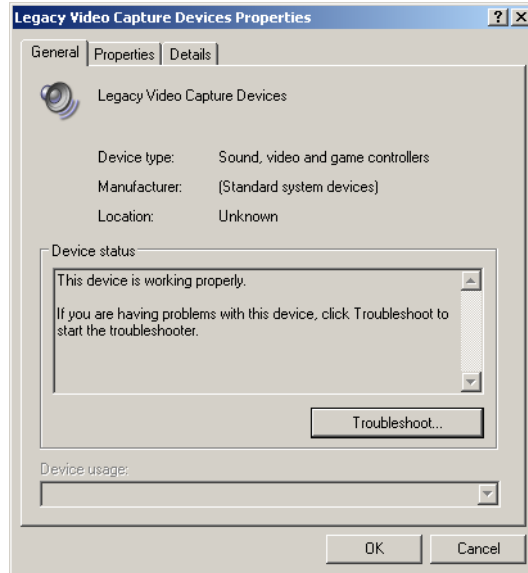 Legacy Video Capture Devices Properties
General Properties Details
Legacy Video Capture Devices
Device type: Sound, video and game controllers
Manufacturer: (Standard system devices)
Location: Unknown
Device status
This device is working properly.
If you are having problems with this device, click Troubleshoot to
start the troubleshooter.
Troubleshoot...
Device usage:
OK Cancel